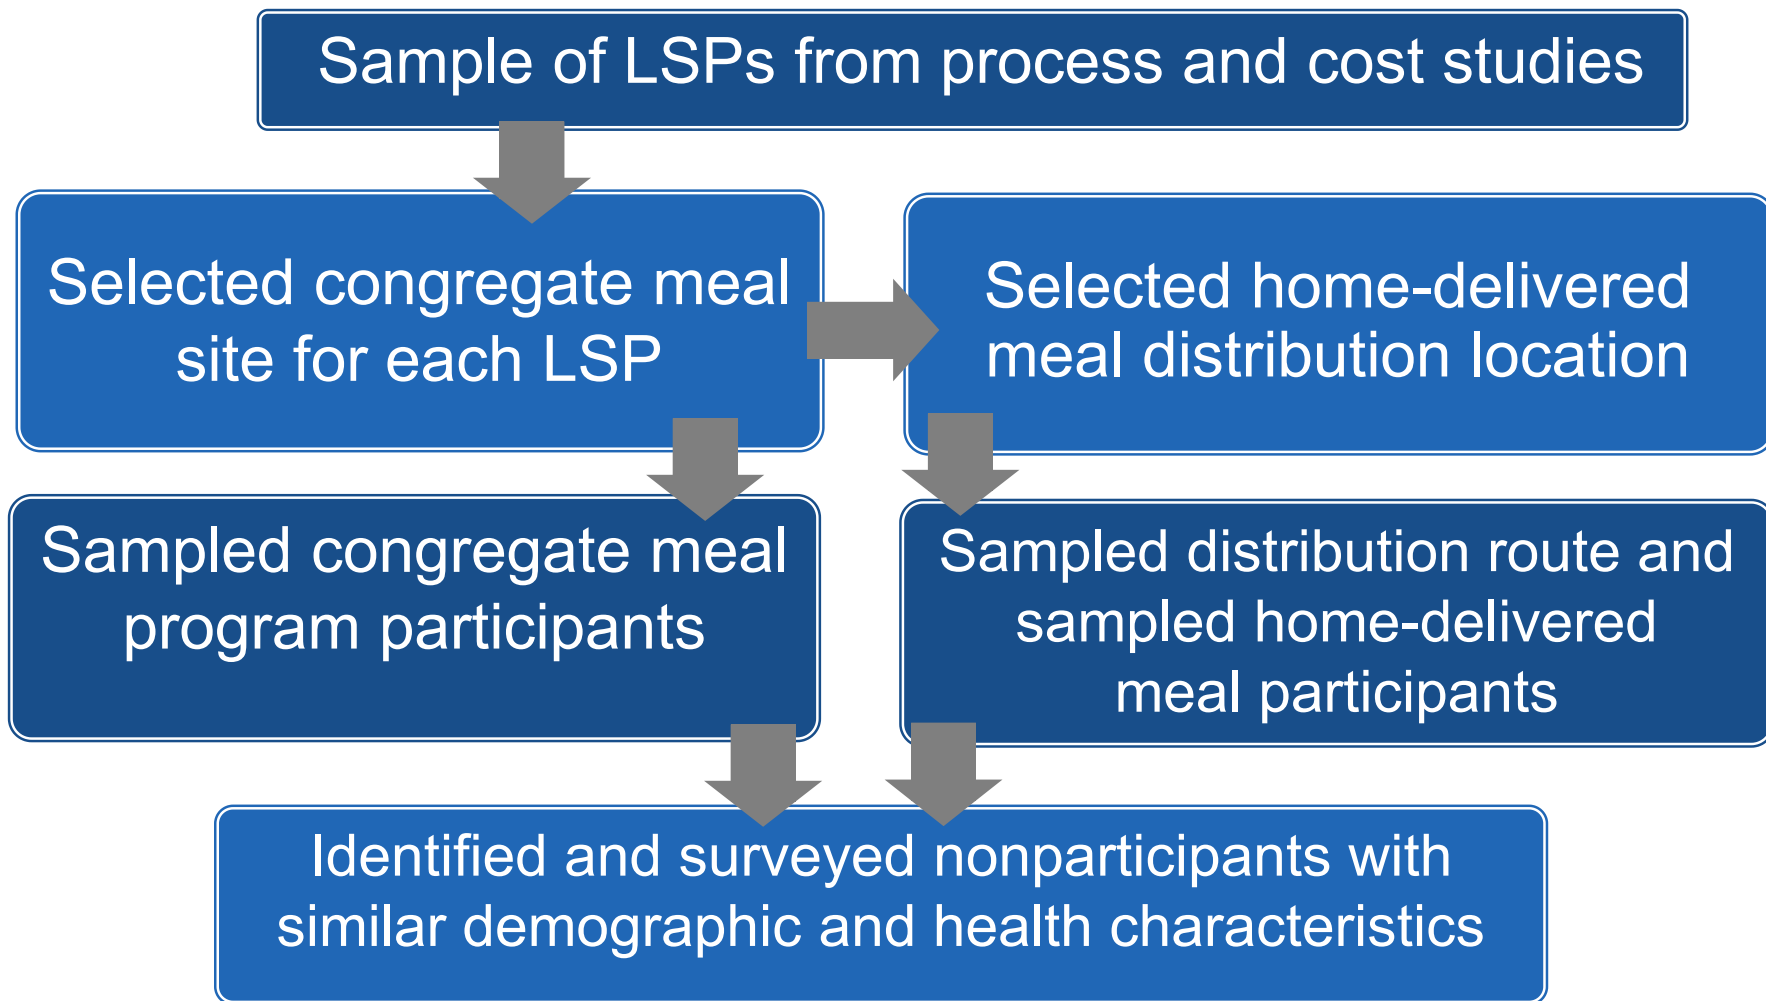 Sample of LSPs from process and cost studies
Selected congregate meal
site for each LSP
Selected home-delivered
meal distribution location
Sampled congregate meal
program participants
Sampled distribution route and
sampled home-delivered
meal participants
Identified and surveyed nonparticipants with
similar demographic and health characteristics